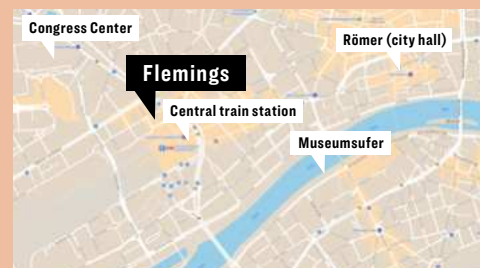 Congress Center
Römer (city hall)
Flemings
Central train station
Museumsufer